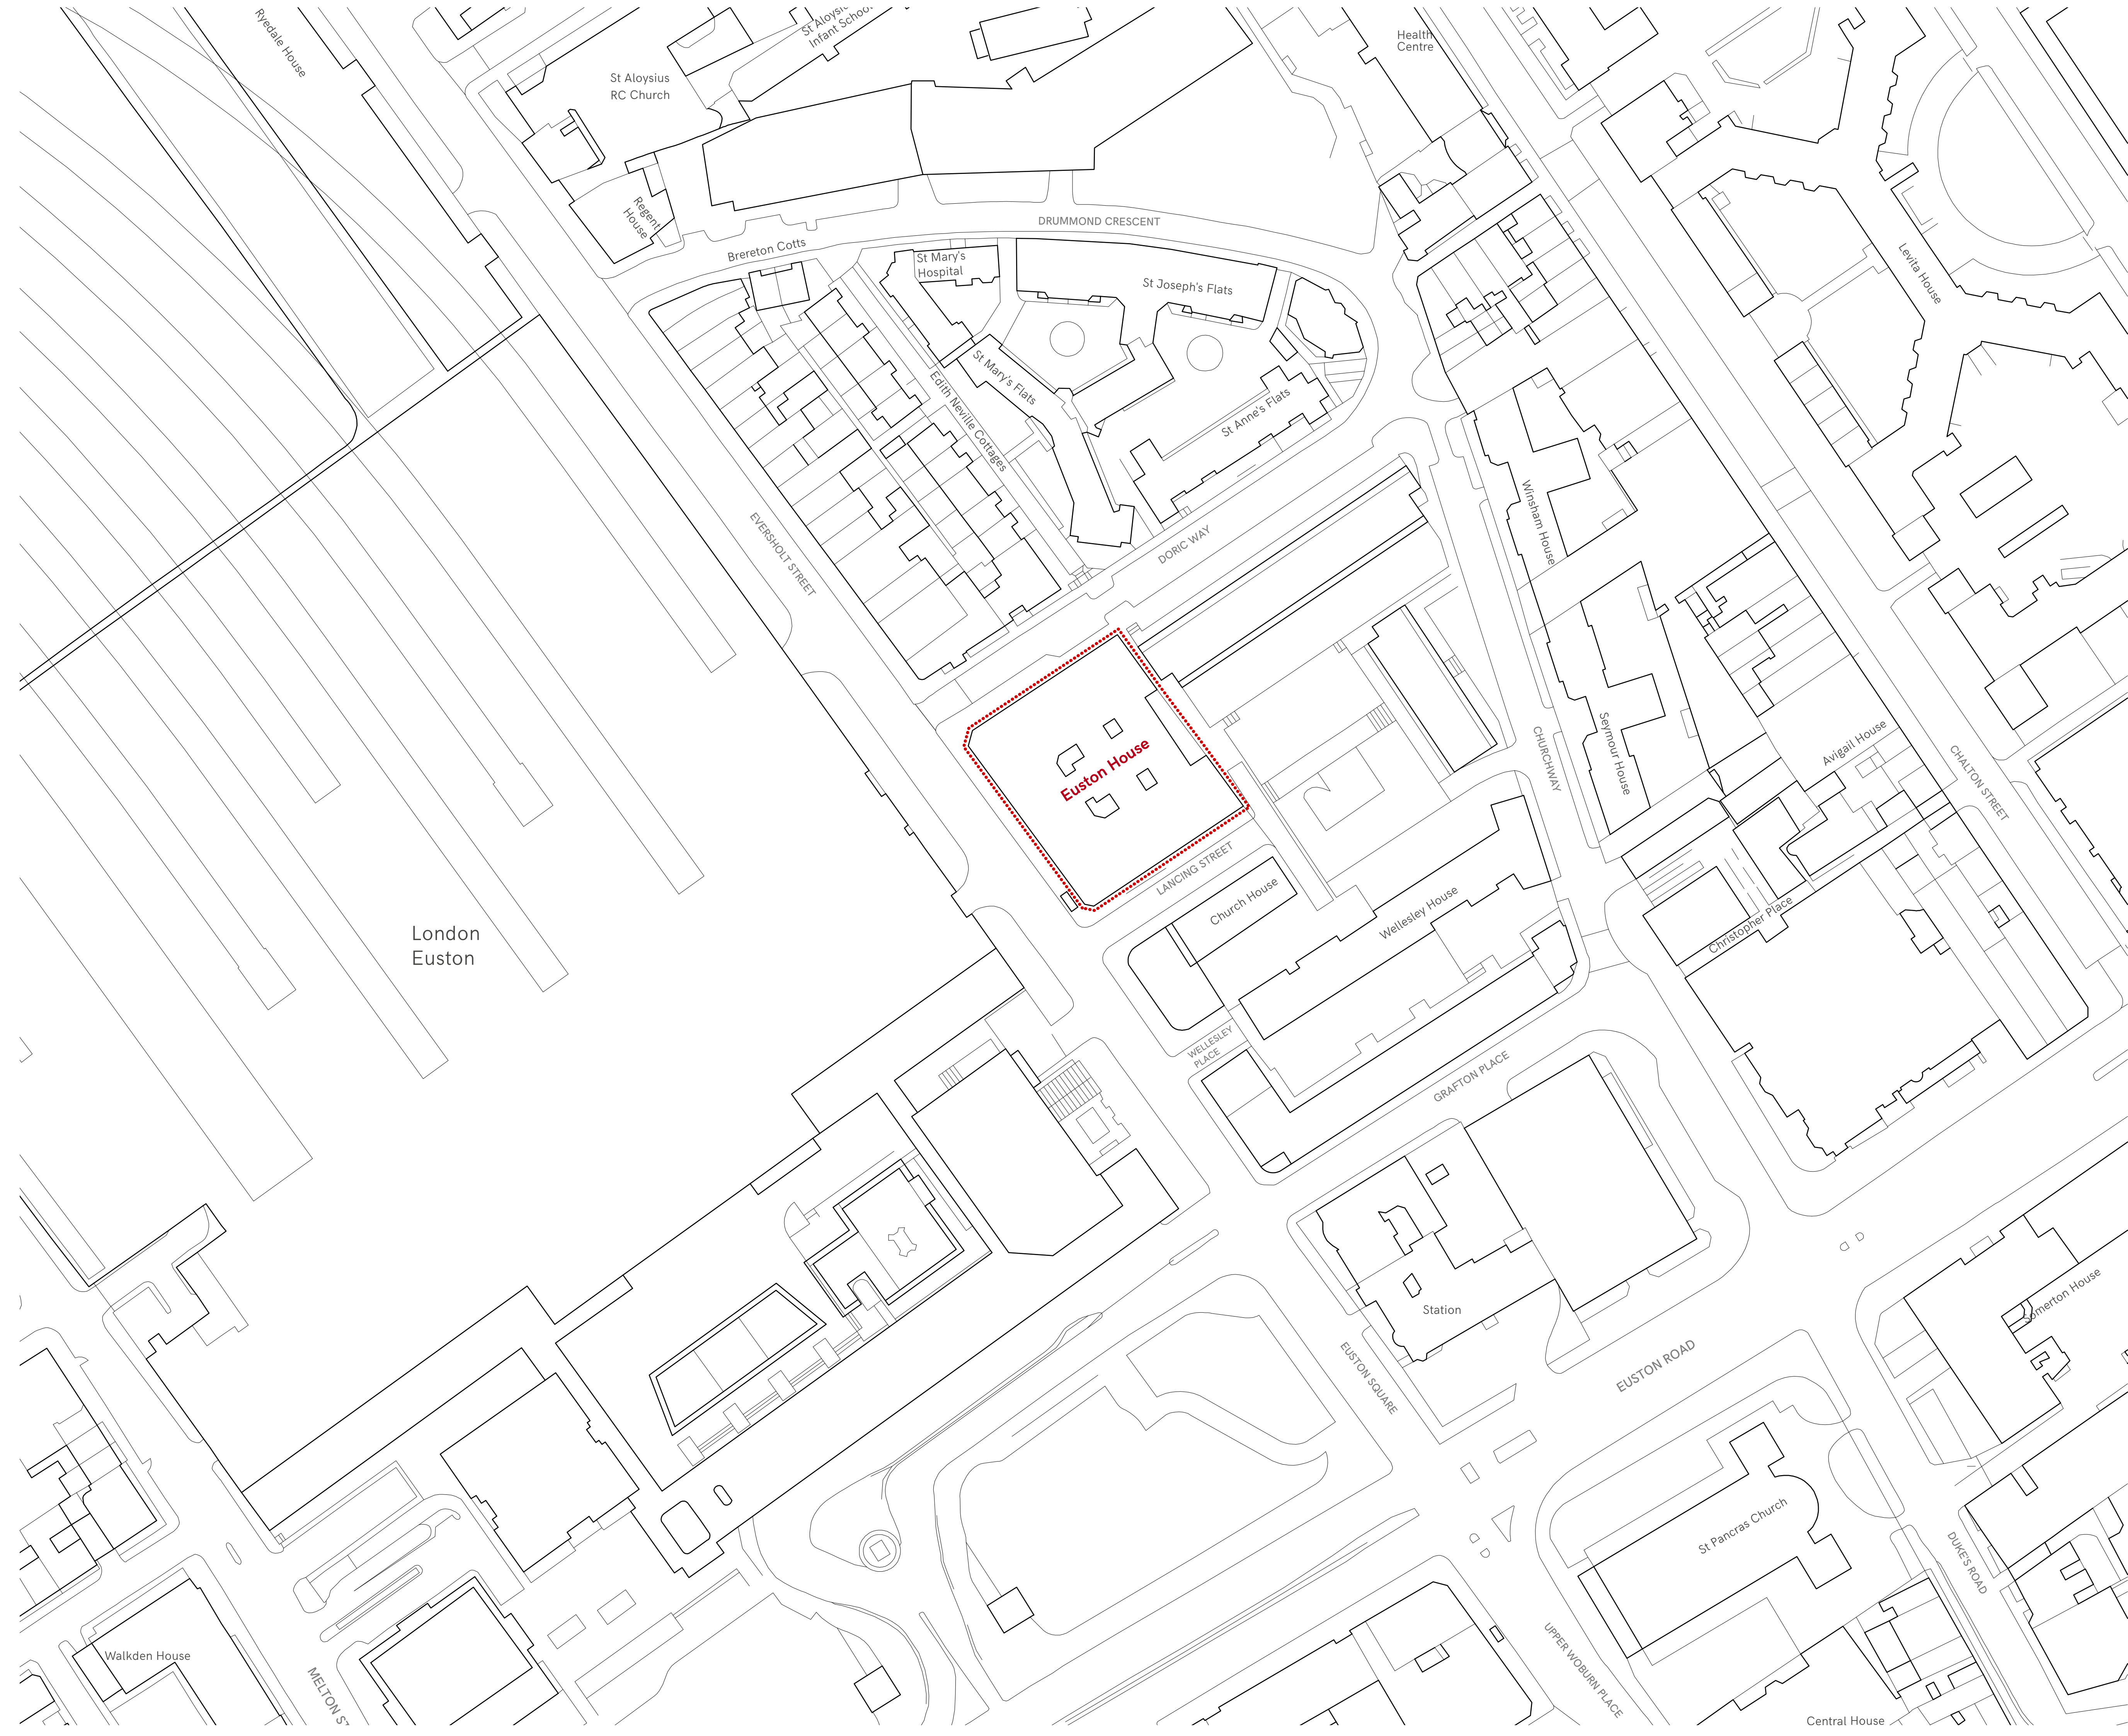 Ryedale House
St Aloysius
Infant School
Health
Centre
St Aloysius
RC Church
Regent
House
DRUMMOND CRESCENT
Brereton Cotts
St Mary's
Hospital
St Joseph's Flats
Levita House
St Mary's Flats
Edith Neville Cottages
St Anne's Flats
EVERSHOLT STREET
DORIC WAY
Winsham House
Euston House
Seymour House
CHURCHWAY
Avigail House
CHALTON STREET
LANCING STREET
Church House
Wellesley House
Christopher Place
London
Euston
WELLESLEY
PLACE
GRAFTON PLACE
Somerton House
Station
EUSTON SQUARE
EUSTON ROAD
St Pancras Church
DUKE'S ROAD
Walkden House
MELTON ST
UPPER WOBURN PLACE
Central House